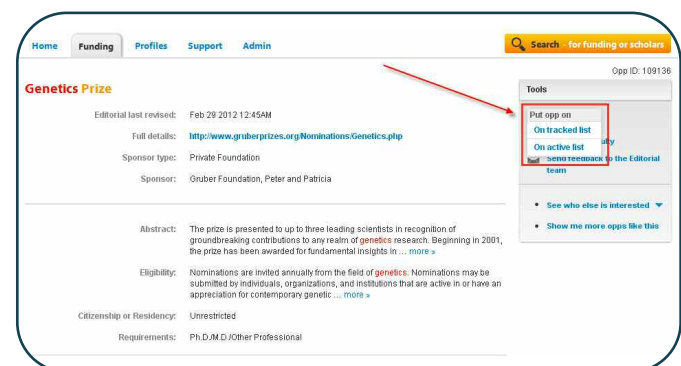 Home Funding Profiles Support Admin
Search - for funding or scholars
Opp ID: 109136
Genetics Prize
Editorial last revised: Feb 29 2012 12:45AM
Full details: http://www.gruberprizes.org/Nominations/Genetics.php
Sponsor type: Private Foundation
Sponsor: Gruber Foundation, Peter and Patricia
Abstract: The prize is presented to up to three leading scientists in recognition of
groundbreaking contributions to any realm of genetics research. Beginning in 2001,
the prize has been awarded for fundamental insights in ... more »
Eligibility: Nominations are invited annually from the field of genetics. Nominations may be
submitted by individuals, organizations, and institutions that are active in or have an
appreciation for contemporary genetic ... more »
Citizenship or Residency: Unrestricted
Requirements: Ph.D./M.D./Other Professional
Tools
Put opp on
On tracked list
On active list
Send feedback to the Editorial
team
• See who else is interested
• Show me more opps like this